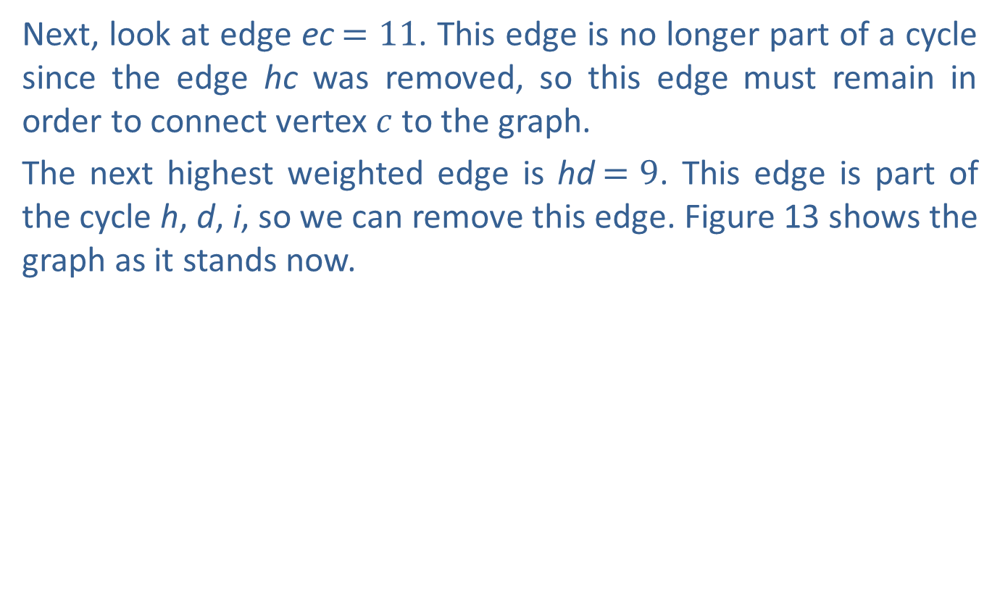 Next, look at edge ec = 11. This edge is no longer part of a cycle
since the edge hc was removed, so this edge must remain in
order to connect vertex c to the graph.
The next highest weighted edge is hd = 9. This edge is part of
the cycle h, d, i, so we can remove this edge. Figure 13 shows the
graph as it stands now.